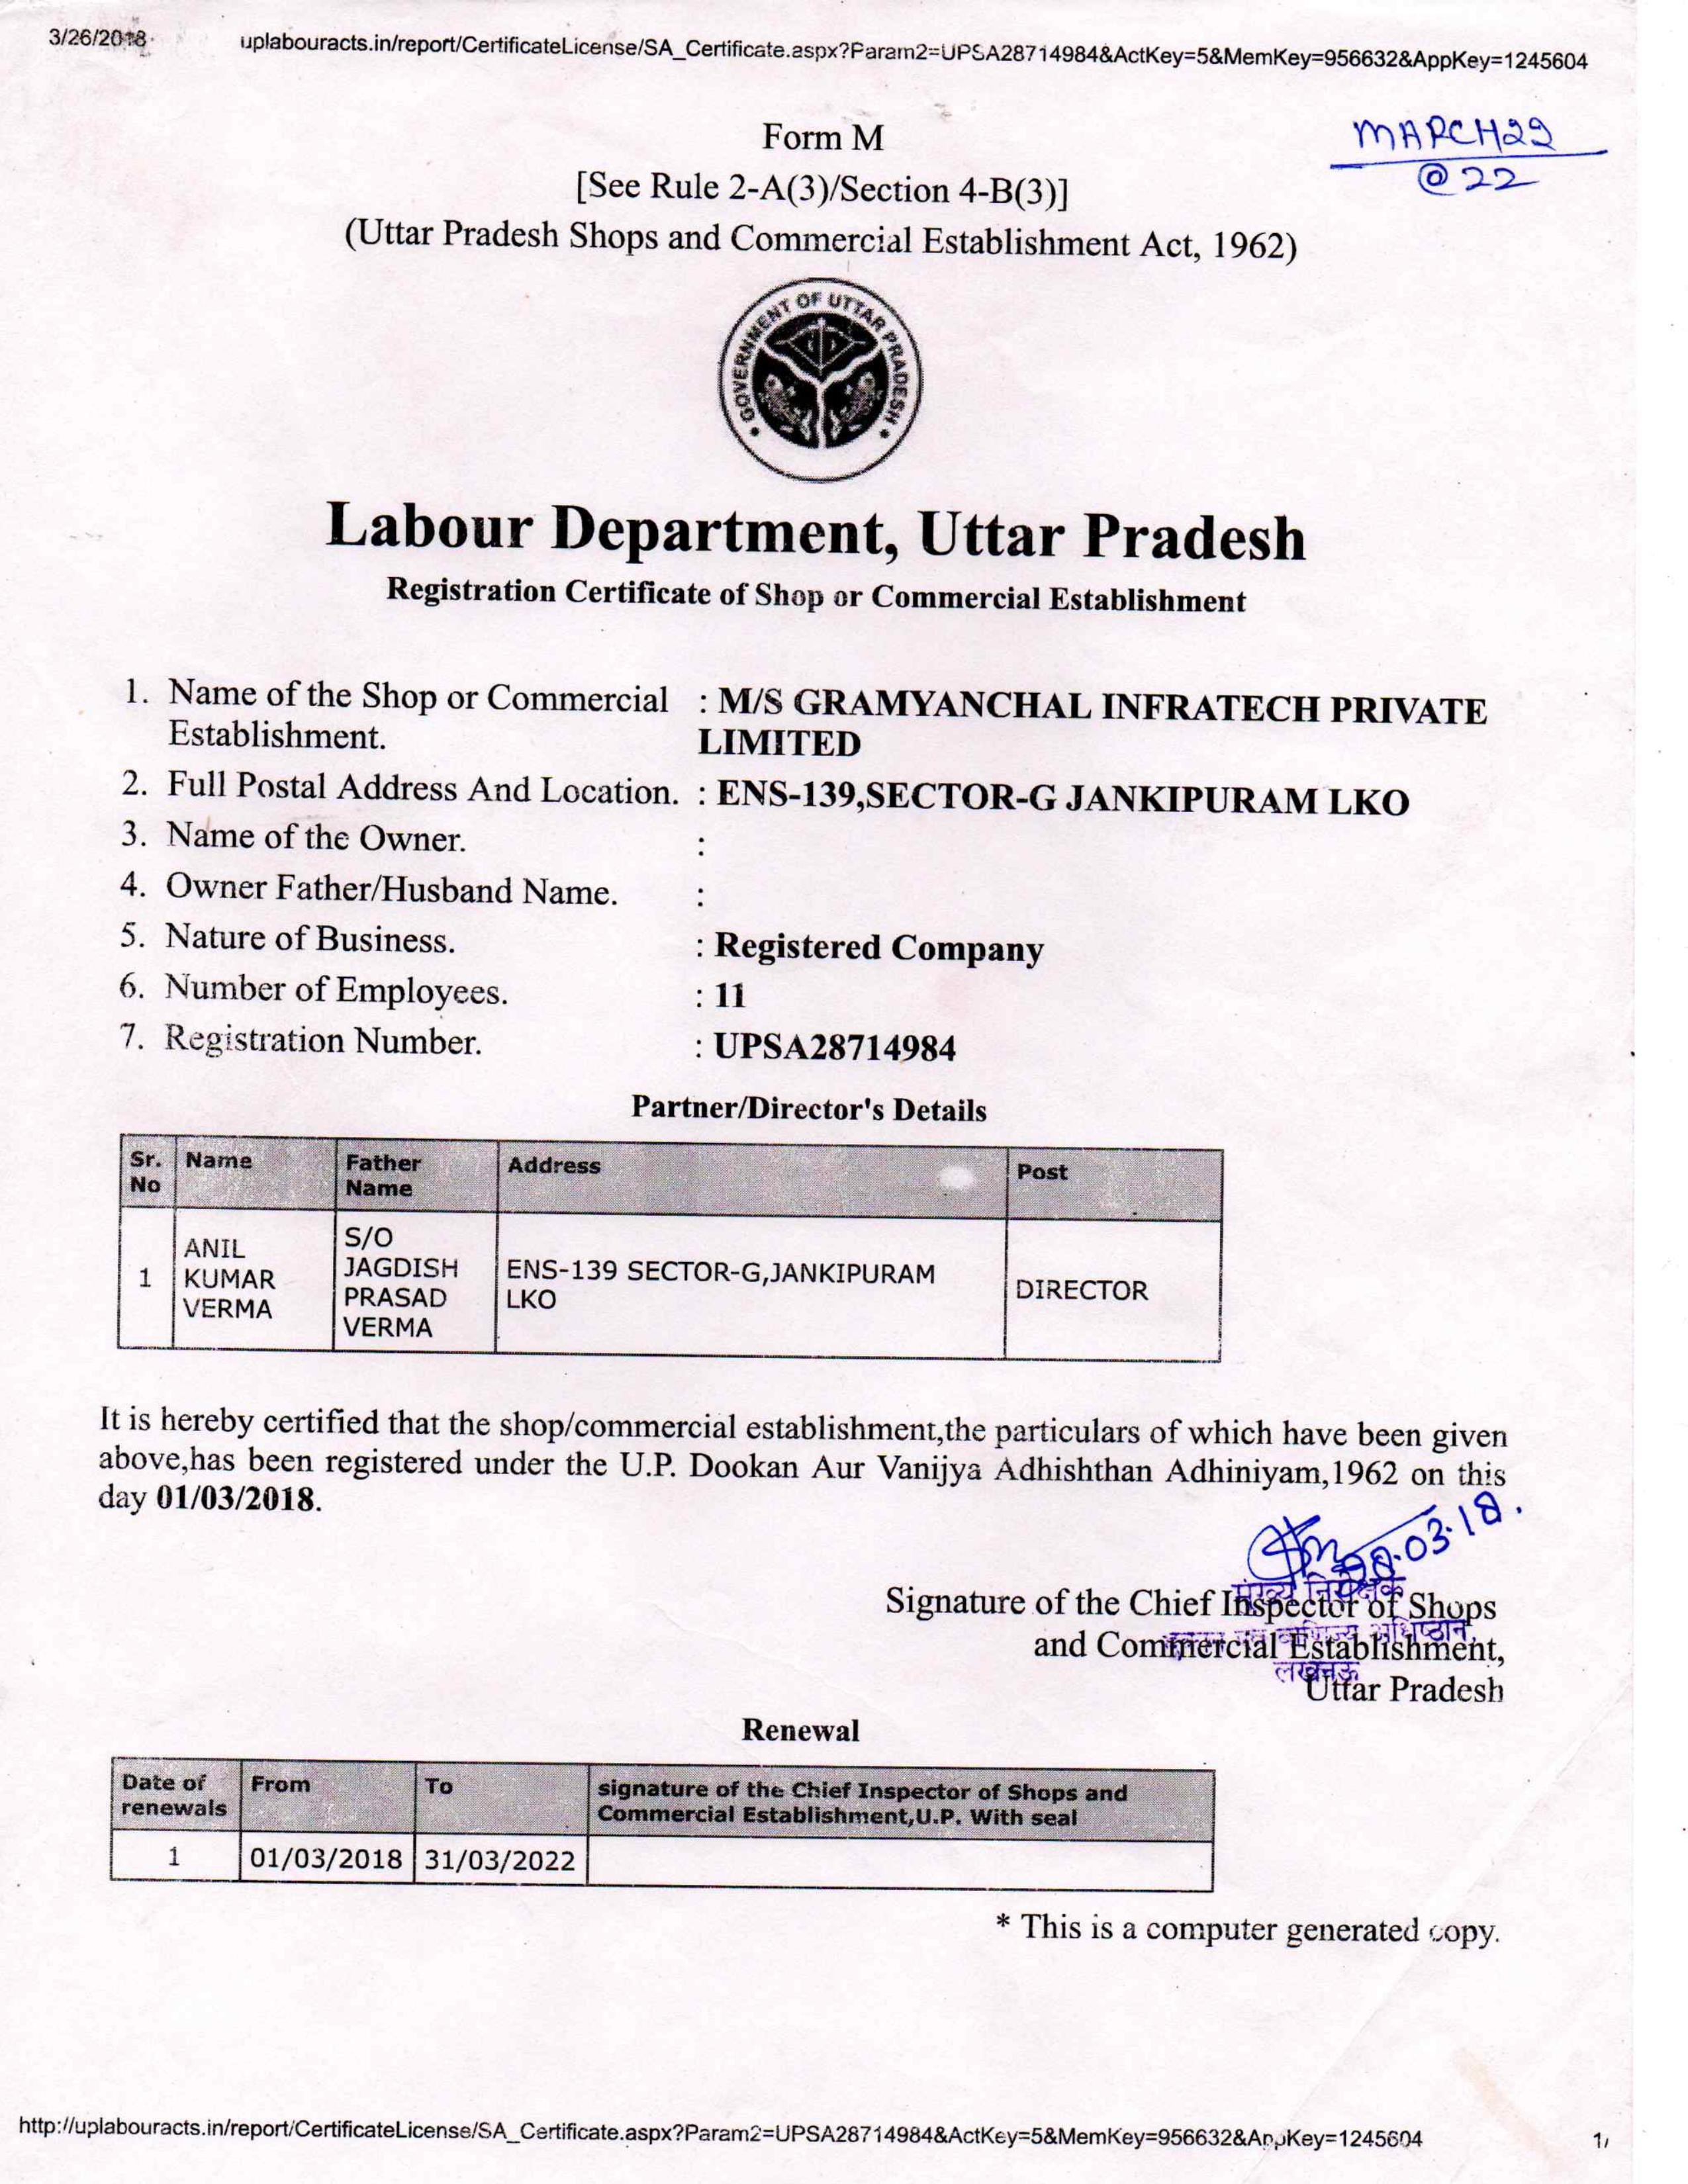 3/26/2018
uplabouracts.in/report/CertificateLicense/SA_Certificate.aspx?Param2=UPSA28714984&ActKey=5&MemKey=956632&AppKey=1245604
Form M
MARCH22
@22
[See Rule 2-A(3)/Section 4-B(3)]
(Uttar Pradesh Shops and Commercial Establishment Act, 1962)
GOVERNMENT OF UTTAR PRADESH
Labour Department, Uttar Pradesh
Registration Certificate of Shop or Commercial Establishment
1. Name of the Shop or Commercial : M/S GRAMYANCHAL INFRATECH PRIVATE
Establishment. LIMITED
2. Full Postal Address And Location. : ENS-139,SECTOR-G JANKIPURAM LKO
3. Name of the Owner. :
4. Owner Father/Husband Name. :
5. Nature of Business. : Registered Company
6. Number of Employees. : 11
7. Registration Number. : UPSA28714984
Partner/Director's Details
Sr. Name Father Address Post
No Name
ANIL S/O
1 KUMAR JAGDISH ENS-139 SECTOR-G,JANKIPURAM DIRECTOR
VERMA PRASAD LKO
VERMA
It is hereby certified that the shop/commercial establishment,the particulars of which have been given
above,has been registered under the U.P. Dookan Aur Vanijya Adhishthan Adhiniyam,1962 on this
day 01/03/2018.
03.18.
Signature of the Chief Inspector of Shops
and Commercial Establishment,
Uttar Pradesh
वाणिज्य अधिष्ठान,
लखनऊ
Renewal
Date of From To signature of the Chief Inspector of Shops and
renewals Commercial Establishment,U.P. With seal
1 01/03/2018 31/03/2022
* This is a computer generated copy.
http://uplabouracts.in/report/CertificateLicense/SA_Certificate.aspx?Param2=UPSA28714984&ActKey=5&MemKey=956632&AppKey=1245604
1/